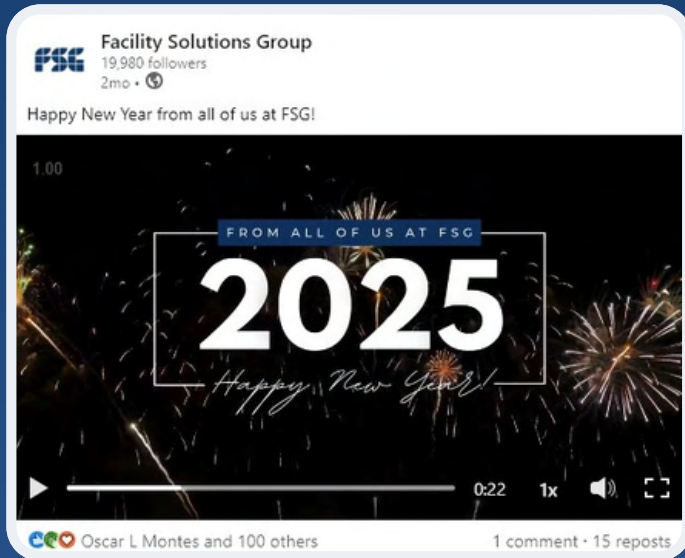 FSG
Facility Solutions Group
19,980 followers
2mo •
Happy New Year from all of us at FSG!
1.00
FROM ALL OF US AT FSG
2025
Happy New Year!
0:22 1x
Oscar L Montes and 100 others 1 comment · 15 reposts